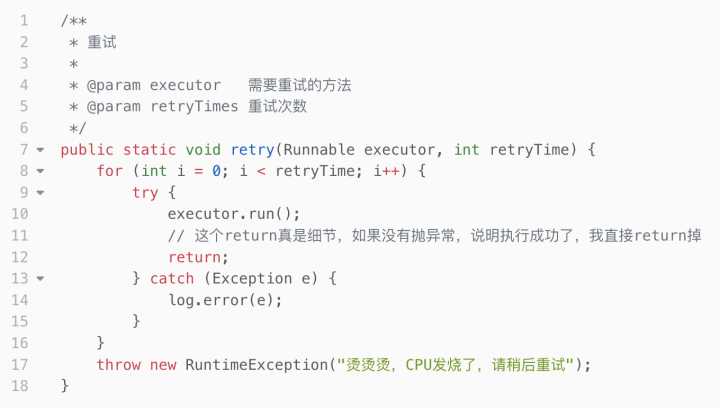 1 /**
2 * 重试
3 *
4 * @param executor 需要重试的方法
5 * @param retryTimes 重试次数
6 */
7 public static void retry(Runnable executor, int retryTime) {
8 for (int i = 0; i < retryTime; i++) {
9 try {
10 executor.run();
11 // 这个return真是细节，如果没有抛异常，说明执行成功了，我直接return掉
12 return;
13 } catch (Exception e) {
14 log.error(e);
15 }
16 }
17 throw new RuntimeException("烫烫烫，CPU发烧了，请稍后重试");
18 }